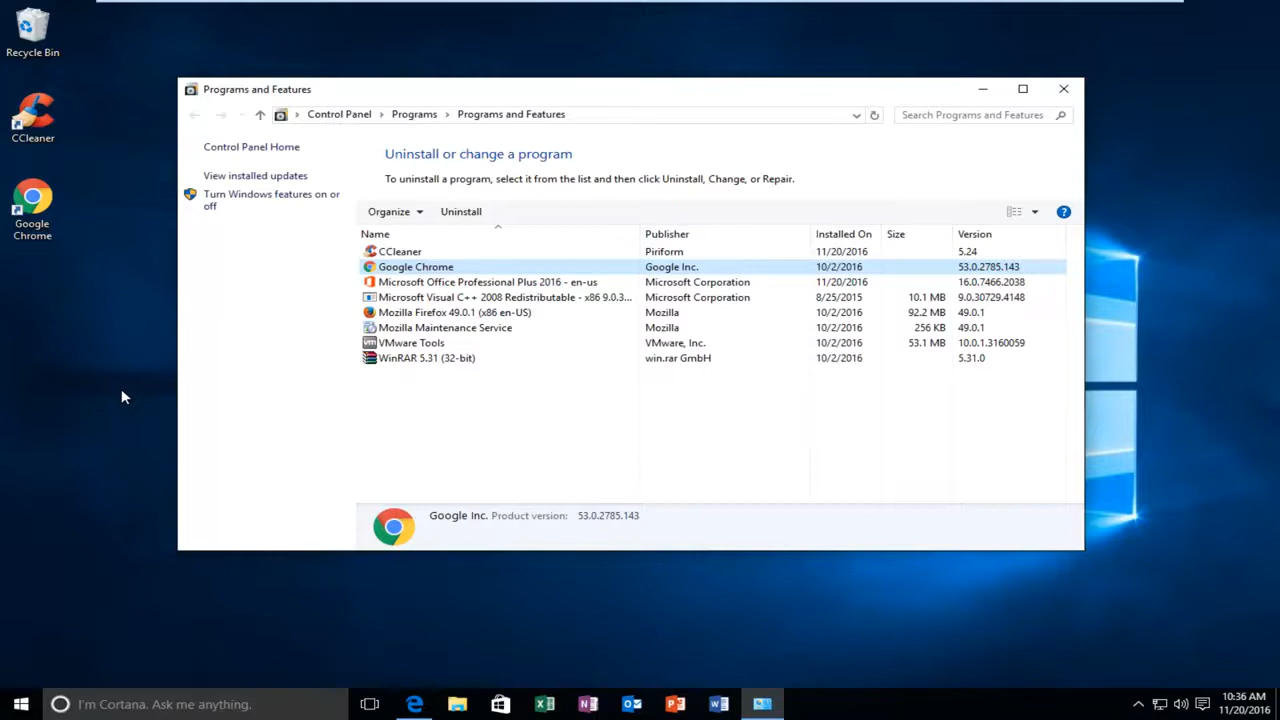 Recycle Bin
CCleaner
Google
Chrome
Programs and Features
Control Panel > Programs > Programs and Features
Search Programs and Features
Control Panel Home
View installed updates
Turn Windows features on or
off
Uninstall or change a program
To uninstall a program, select it from the list and then click Uninstall, Change, or Repair.
Organize Uninstall
Name Publisher Installed On Size Version
CCleaner Piriform 11/20/2016 5.24
Google Chrome Google Inc. 10/2/2016 53.0.2785.143
Microsoft Office Professional Plus 2016 - en-us Microsoft Corporation 11/20/2016 16.0.7466.2038
Microsoft Visual C++ 2008 Redistributable - x86 9.0.3... Microsoft Corporation 8/25/2015 10.1 MB 9.0.30729.4148
Mozilla Firefox 49.0.1 (x86 en-US) Mozilla 10/2/2016 92.2 MB 49.0.1
Mozilla Maintenance Service Mozilla 10/2/2016 256 KB 49.0.1
VMware Tools VMware, Inc. 10/2/2016 53.1 MB 10.0.1.3160059
WinRAR 5.31 (32-bit) win.rar GmbH 10/2/2016 5.31.0
Google Inc. Product version: 53.0.2785.143
I'm Cortana. Ask me anything.
10:36 AM
11/20/2016